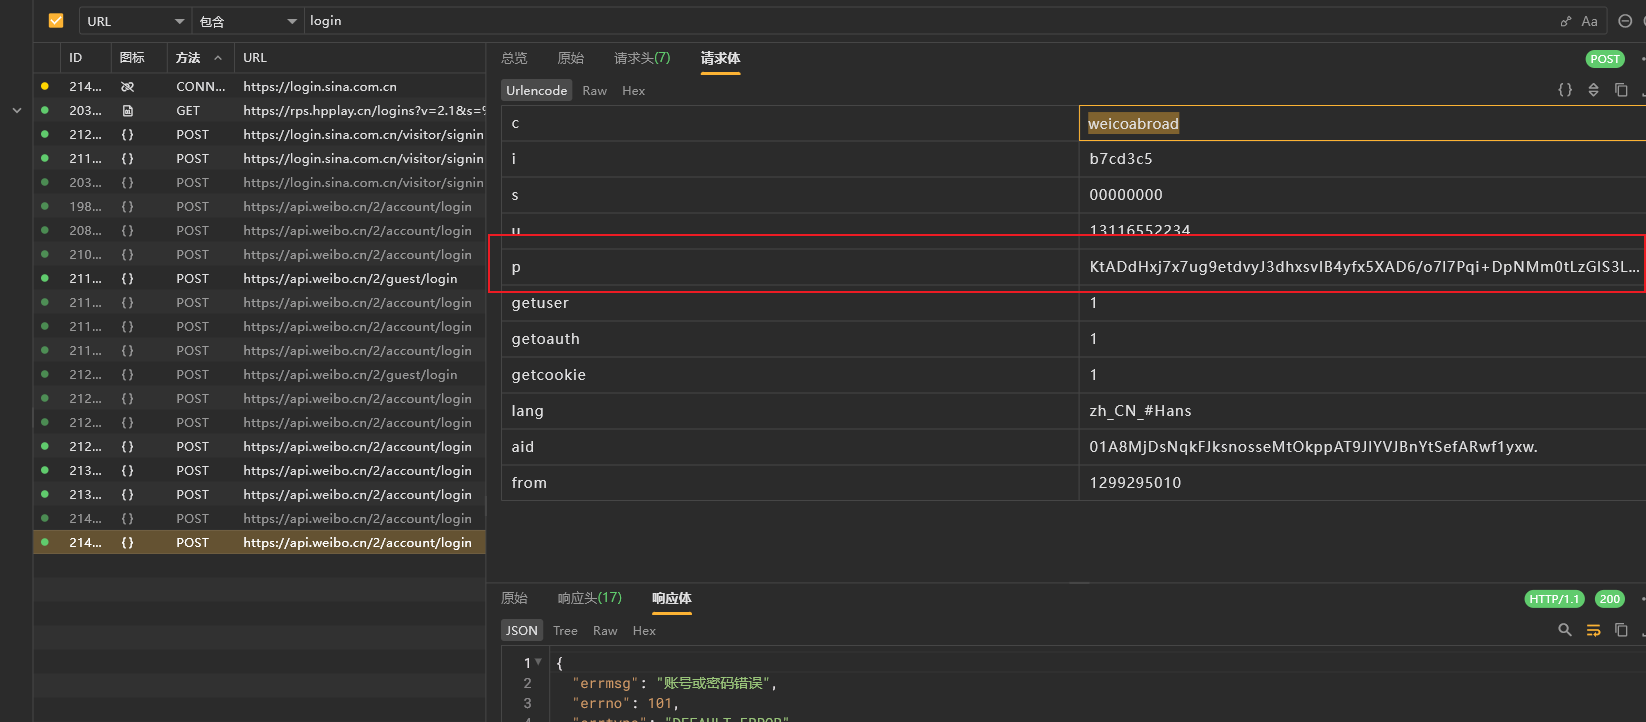 URL 包含 login Aa
ID 图标 方法 URL
214... CONN... https://login.sina.com.cn
203... GET https://rps.hpplay.cn/logins?v=2.1&s=
212... {} POST https://login.sina.com.cn/visitor/signin
211... {} POST https://login.sina.com.cn/visitor/signin
203... {} POST https://login.sina.com.cn/visitor/signin
198... {} POST https://api.weibo.cn/2/account/login
208... {} POST https://api.weibo.cn/2/account/login
210... {} POST https://api.weibo.cn/2/account/login
211... {} POST https://api.weibo.cn/2/guest/login
211... {} POST https://api.weibo.cn/2/account/login
211... {} POST https://api.weibo.cn/2/account/login
211... {} POST https://api.weibo.cn/2/account/login
212... {} POST https://api.weibo.cn/2/guest/login
212... {} POST https://api.weibo.cn/2/account/login
212... {} POST https://api.weibo.cn/2/account/login
212... {} POST https://api.weibo.cn/2/account/login
213... {} POST https://api.weibo.cn/2/account/login
213... {} POST https://api.weibo.cn/2/account/login
214... {} POST https://api.weibo.cn/2/account/login
214... {} POST https://api.weibo.cn/2/account/login
总览 原始 请求头(7) 请求体 POST
Urlencode Raw Hex {}
c weicoabroad
i b7cd3c5
s 00000000
u 13116552234
p
getuser 1
getoauth 1
getcookie 1
lang zh_CN_#Hans
aid
from 1299295010
原始 响应头(17) 响应体 HTTP/1.1 200
JSON Tree Raw Hex
1 {
2 "errmsg": "账号或密码错误",
3 "errno": 101,
4 "errtype": "DEFAULT_ERROR"